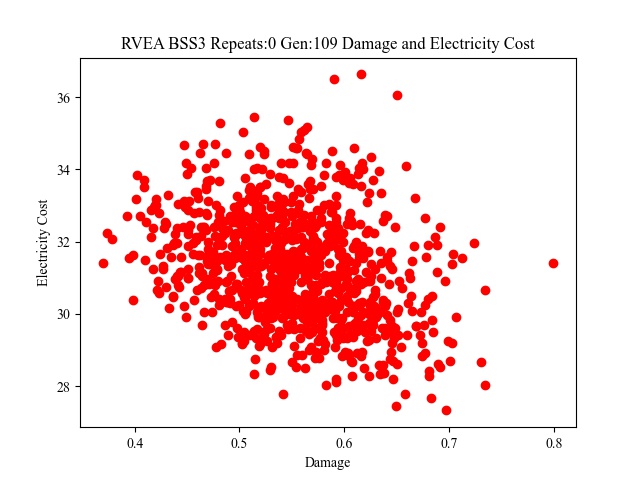 RVEA BSS3 Repeats:0 Gen:109 Damage and Electricity Cost
36
34
32
30
28
Electricity Cost
0.4 0.5 0.6 0.7 0.8
Damage